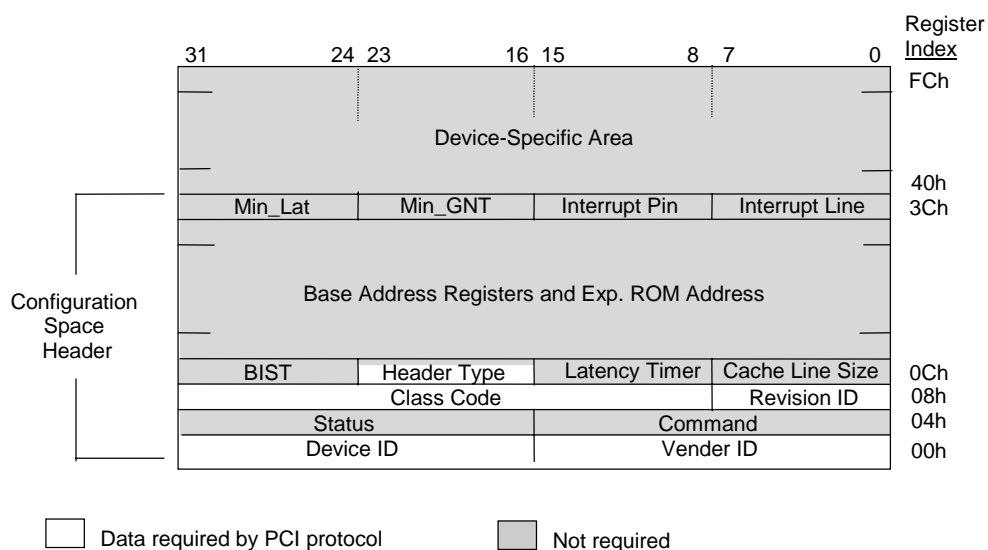 Register
Index
31 24 23 16 15 8 7 0
FCh
Device-Specific Area
40h
Min_Lat Min_GNT Interrupt Pin Interrupt Line 3Ch
Configuration
Space
Header
Base Address Registers and Exp. ROM Address
BIST Header Type Latency Timer Cache Line Size 0Ch
Class Code Revision ID 08h
Status Command 04h
Device ID Vender ID 00h
Data required by PCI protocol Not required